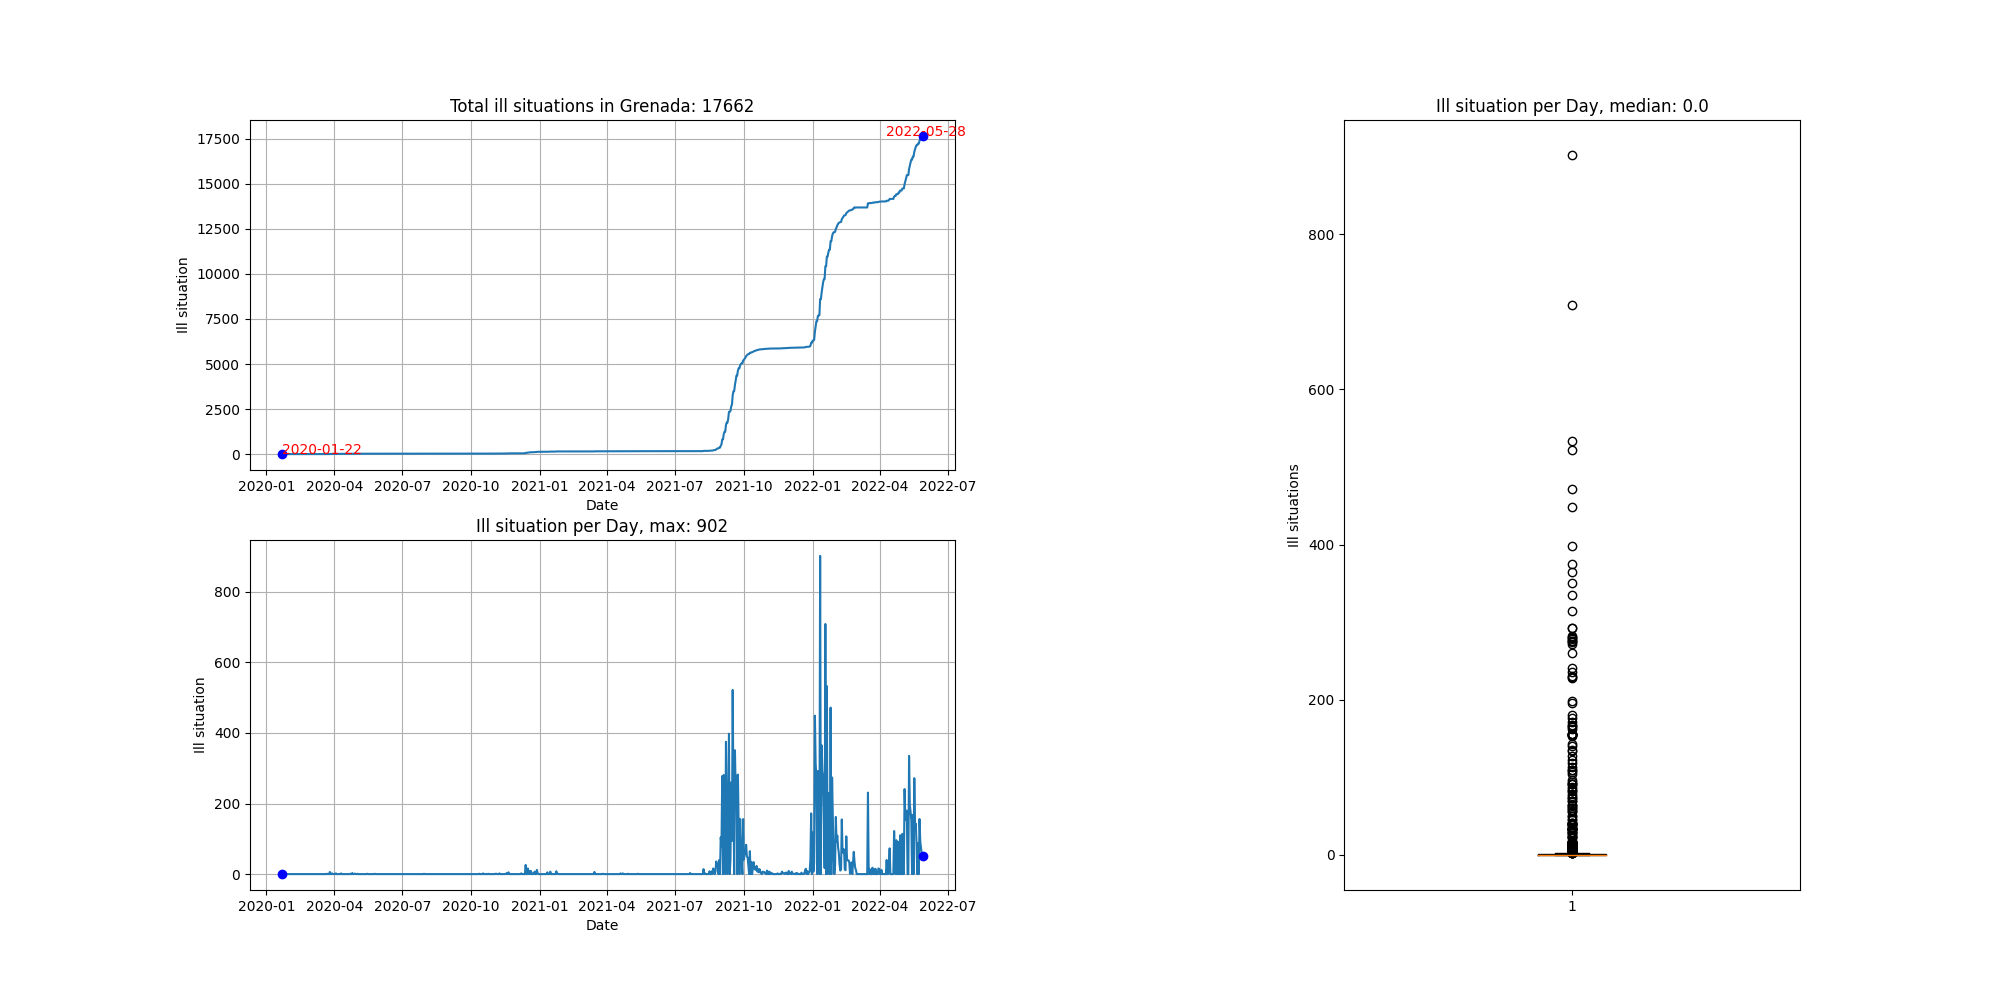 Total ill situations in Grenada: 17662
2022-05-28
17500
15000
12500
10000
7500
5000
2500
0
Ill situation
2020-01-22
2020-01 2020-04 2020-07 2020-10 2021-01 2021-04 2021-07 2021-10 2022-01 2022-04 2022-07
Date
Ill situation per Day, max: 902
800
600
400
200
0
Ill situation
2020-01 2020-04 2020-07 2020-10 2021-01 2021-04 2021-07 2021-10 2022-01 2022-04 2022-07
Date
Ill situation per Day, median: 0.0
800
600
400
200
0
Ill situations
1